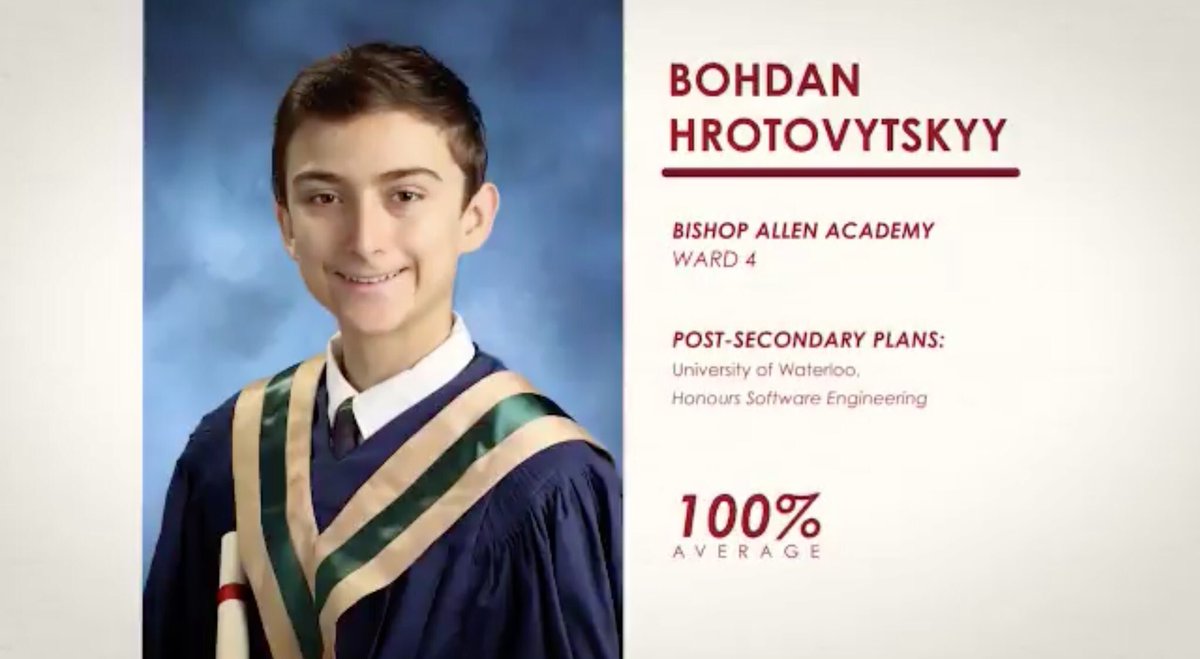 BOHDAN
HROTOVYTSKYY
BISHOP ALLEN ACADEMY
WARD 4
POST-SECONDARY PLANS:
University of Waterloo,
Honours Software Engineering
100%
AVERAGE